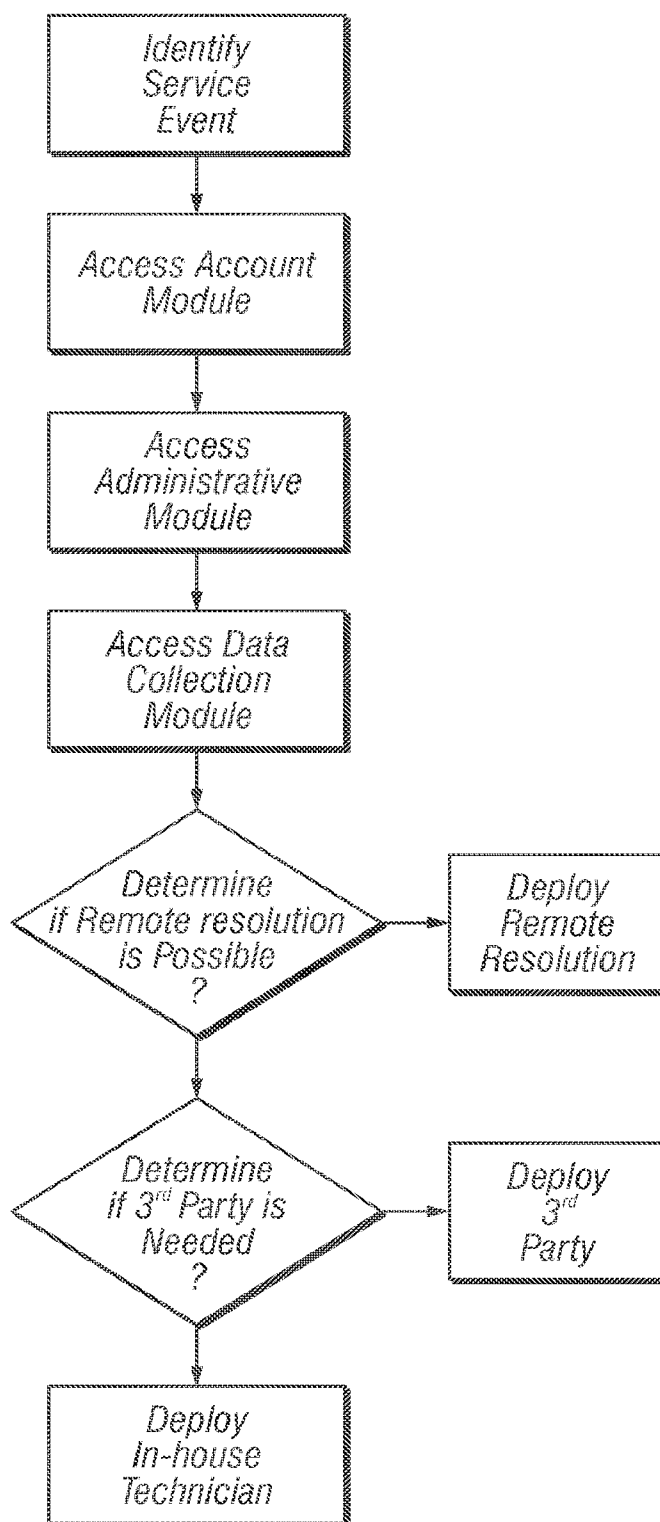 Identify
Service
Event
Access Account
Module
Access
Administrative
Module
Access Data
Collection
Module
Determine
if Remote resolution
is Possible
?
Deploy
Remote
Resolution
Determine
if 3rd Party is
Needed
?
Deploy
3rd
Party
Deploy
In-house
Technician